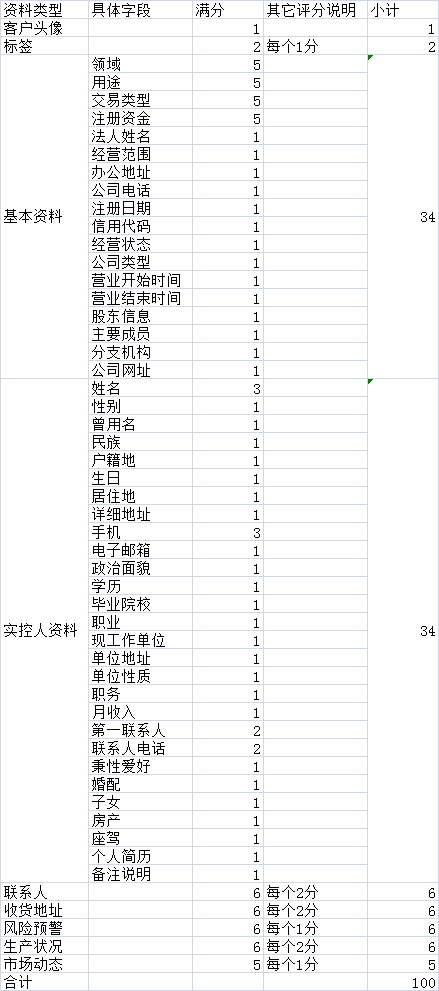 资料类型 具体字段 满分 其它评分说明 小计
客户头像 1 1
标签 2 每个1分 2
领域 5
用途 5
交易类型 5
注册资金 5
法人姓名 1
经营范围 1
办公地址 1
公司电话 1
基本资料 注册日期 1 34
信用代码 1
经营状态 1
公司类型 1
营业开始时间 1
营业结束时间 1
股东信息 1
主要成员 1
分支机构 1
公司网址 1
姓名 3
性别 1
曾用名 1
民族 1
户籍地 1
生日 1
居住地 1
详细地址 1
手机 3
电子邮箱 1
政治面貌 1
学历 1
毕业院校 1
实控人资料 职业 1 34
现工作单位 1
单位地址 1
单位性质 1
职务 1
月收入 1
第一联系人 2
联系人电话 2
秉性爱好 1
婚配 1
子女 1
房产 1
座驾 1
个人简历 1
备注说明 1
联系人 6 每个2分 6
收货地址 6 每个2分 6
风险预警 6 每个1分 6
生产状况 6 每个2分 6
市场动态 5 每个1分 5
合计 100